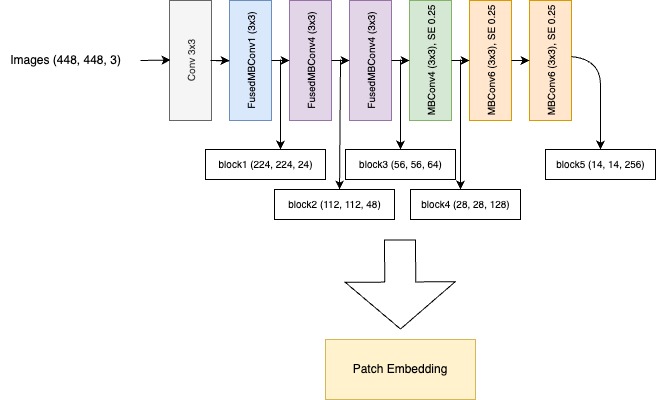 Images (448, 448, 3)
Conv 3x3
FusedMBConv1 (3x3)
FusedMBConv4 (3x3)
FusedMBConv4 (3x3)
MBConv4 (3x3), SE 0.25
MBConv6 (3x3), SE 0.25
MBConv6 (3x3), SE 0.25
block1 (224, 224, 24)
block3 (56, 56, 64)
block5 (14, 14, 256)
block2 (112, 112, 48)
block4 (28, 28, 128)
Patch Embedding